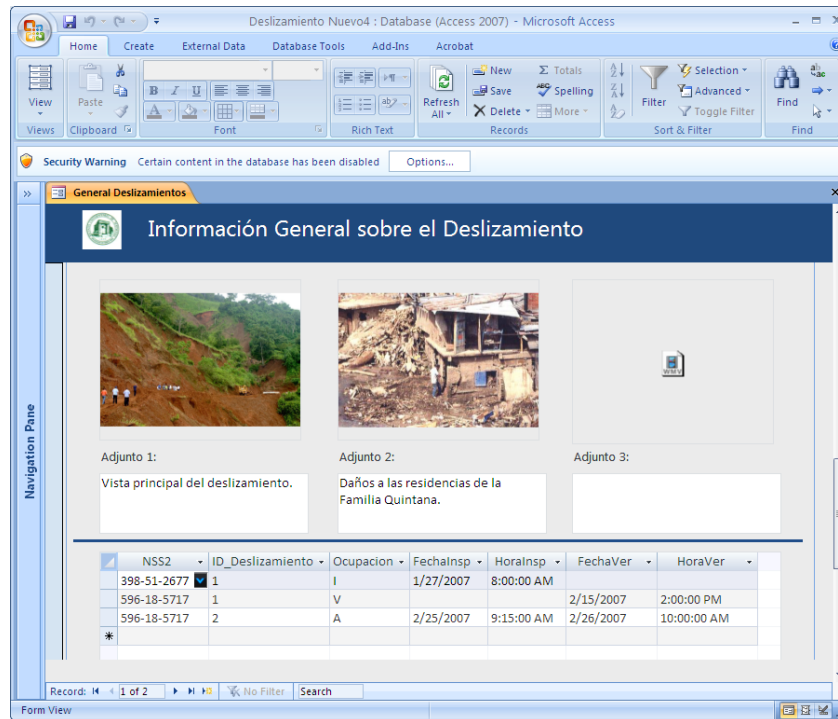 Deslizamiento Nuevo4 : Database (Access 2007) - Microsoft Access
Home Create External Data Database Tools Add-Ins Acrobat
View Paste B I U Refresh All New Save Delete Totals Spelling More Filter Selection Advanced Toggle Filter Find
Views Clipboard Font Rich Text Records Sort & Filter Find
Security Warning Certain content in the database has been disabled Options...
General Deslizamientos
Información General sobre el Deslizamiento
Navigation Pane
WMV
Adjunto 1: Adjunto 2: Adjunto 3:
Vista principal del deslizamiento. Daños a las residencias de la
Familia Quintana.
NSS2 ID_Deslizamiento Ocupacion FechaInsp HoraInsp FechaVer HoraVer
398-51-2677 1 I 1/27/2007 8:00:00 AM
596-18-5717 1 V 2/15/2007 2:00:00 PM
596-18-5717 2 A 2/25/2007 9:15:00 AM 2/26/2007 10:00:00 AM
Record: 1 of 2 No Filter Search
Form View